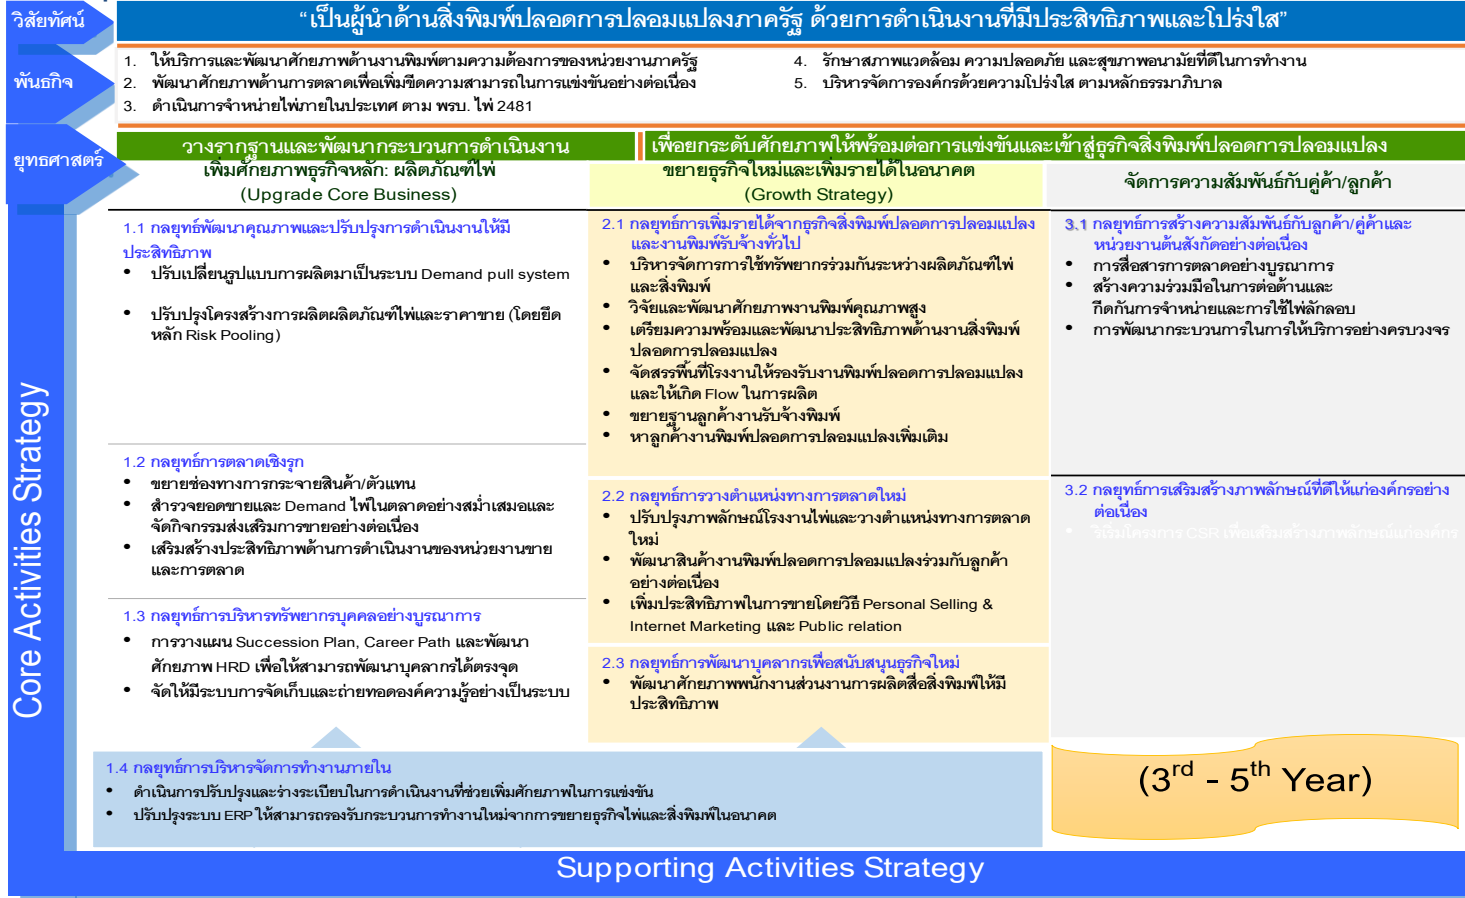 วิสัยทัศน์
“เป็นผู้นำด้านสิ่งพิมพ์ปลอดการปลอมแปลงภาครัฐ ด้วยการดำเนินงานที่มีประสิทธิภาพและโปร่งใส”
พันธกิจ
1. ให้บริการและพัฒนาศักยภาพด้านงานพิมพ์ตามความต้องการของหน่วยงานภาครัฐ
2. พัฒนาศักยภาพด้านการตลาดเพื่อเพิ่มขีดความสามารถในการแข่งขันอย่างต่อเนื่อง
3. ดำเนินการจำหน่ายไพ่ภายในประเทศ ตาม พรบ. ไพ่ 2481
4. รักษาสภาพแวดล้อม ความปลอดภัย และสุขภาพอนามัยที่ดีในการทำงาน
5. บริหารจัดการองค์กรด้วยความโปร่งใส ตามหลักธรรมาภิบาล
ยุทธศาสตร์
วางรากฐานและพัฒนากระบวนการดำเนินงาน
เพื่อยกระดับศักยภาพให้พร้อมต่อการแข่งขันและเข้าสู่ธุรกิจสิ่งพิมพ์ปลอดการปลอมแปลง
เพิ่มศักยภาพธุรกิจหลัก: ผลิตภัณฑ์ไพ่
(Upgrade Core Business)
ขยายธุรกิจใหม่และเพิ่มรายได้ในอนาคต
(Growth Strategy)
จัดการความสัมพันธ์กับคู่ค้า/ลูกค้า
Core Activities Strategy
1.1 กลยุทธ์พัฒนาคุณภาพและปรับปรุงการดำเนินงานให้มี
ประสิทธิภาพ
• ปรับเปลี่ยนรูปแบบการผลิตมาเป็นระบบ Demand pull system
• ปรับปรุงโครงสร้างการผลิตผลิตภัณฑ์ไพ่และราคาขาย (โดยยึด
หลัก Risk Pooling)
1.2 กลยุทธ์การตลาดเชิงรุก
• ขยายช่องทางการกระจายสินค้า/ตัวแทน
• สำรวจยอดขายและ Demand ไพ่ในตลาดอย่างสม่ำเสมอและ
จัดกิจกรรมส่งเสริมการขายอย่างต่อเนื่อง
• เสริมสร้างประสิทธิภาพด้านการดำเนินงานของหน่วยงานขาย
และการตลาด
1.3 กลยุทธ์การบริหารทรัพยากรบุคคลอย่างบูรณาการ
• การวางแผน Succession Plan, Career Path และพัฒนา
ศักยภาพ HRD เพื่อให้สามารถพัฒนาบุคลากรได้ตรงจุด
• จัดให้มีระบบการจัดเก็บและถ่ายทอดองค์ความรู้อย่างเป็นระบบ
2.1 กลยุทธ์การเพิ่มรายได้จากธุรกิจสิ่งพิมพ์ปลอดการปลอมแปลง
และงานพิมพ์รับจ้างทั่วไป
• บริหารจัดการการใช้ทรัพยากรร่วมกันระหว่างผลิตภัณฑ์ไพ่
และสิ่งพิมพ์
• วิจัยและพัฒนาศักยภาพงานพิมพ์คุณภาพสูง
• เตรียมความพร้อมและพัฒนาประสิทธิภาพด้านงานสิ่งพิมพ์
ปลอดการปลอมแปลง
• จัดสรรพื้นที่โรงงานให้รองรับงานพิมพ์ปลอดการปลอมแปลง
และให้เกิด Flow ในการผลิต
• ขยายฐานลูกค้างานรับจ้างพิมพ์
• หาลูกค้างานพิมพ์ปลอดการปลอมแปลงเพิ่มเติม
2.2 กลยุทธ์การวางตำแหน่งทางการตลาดใหม่
• ปรับปรุงภาพลักษณ์โรงงานไพ่และวางตำแหน่งทางการตลาด
ใหม่
• พัฒนาสินค้างานพิมพ์ปลอดการปลอมแปลงร่วมกับลูกค้า
อย่างต่อเนื่อง
• เพิ่มประสิทธิภาพในการขายโดยวิธี Personal Selling &
Internet Marketing และ Public relation
2.3 กลยุทธ์การพัฒนาบุคลากรเพื่อสนับสนุนธุรกิจใหม่
• พัฒนาศักยภาพพนักงานส่วนงานการผลิตสื่อสิ่งพิมพ์ให้มี
ประสิทธิภาพ
3.1 กลยุทธ์การสร้างความสัมพันธ์กับลูกค้า/คู่ค้าและ
หน่วยงานต้นสังกัดอย่างต่อเนื่อง
• การสื่อสารการตลาดอย่างบูรณาการ
• สร้างความร่วมมือในการต่อต้านและ
กีดกันการจำหน่ายและการใช้ไพ่ลักลอบ
• การพัฒนากระบวนการในการให้บริการอย่างครบวงจร
3.2 กลยุทธ์การเสริมสร้างภาพลักษณ์ที่ดีให้แก่องค์กรอย่าง
ต่อเนื่อง
• ริเริ่มโครงการ CSR เพื่อเสริมสร้างภาพลักษณ์แก่องค์กร
1.4 กลยุทธ์การบริหารจัดการทำงานภายใน
• ดำเนินการปรับปรุงและร่างระเบียบในการดำเนินงานที่ช่วยเพิ่มศักยภาพในการแข่งขัน
• ปรับปรุงระบบ ERP ให้สามารถรองรับกระบวนการทำงานใหม่จากการขยายธุรกิจไพ่และสิ่งพิมพ์ในอนาคต
(3rd - 5th Year)
Supporting Activities Strategy